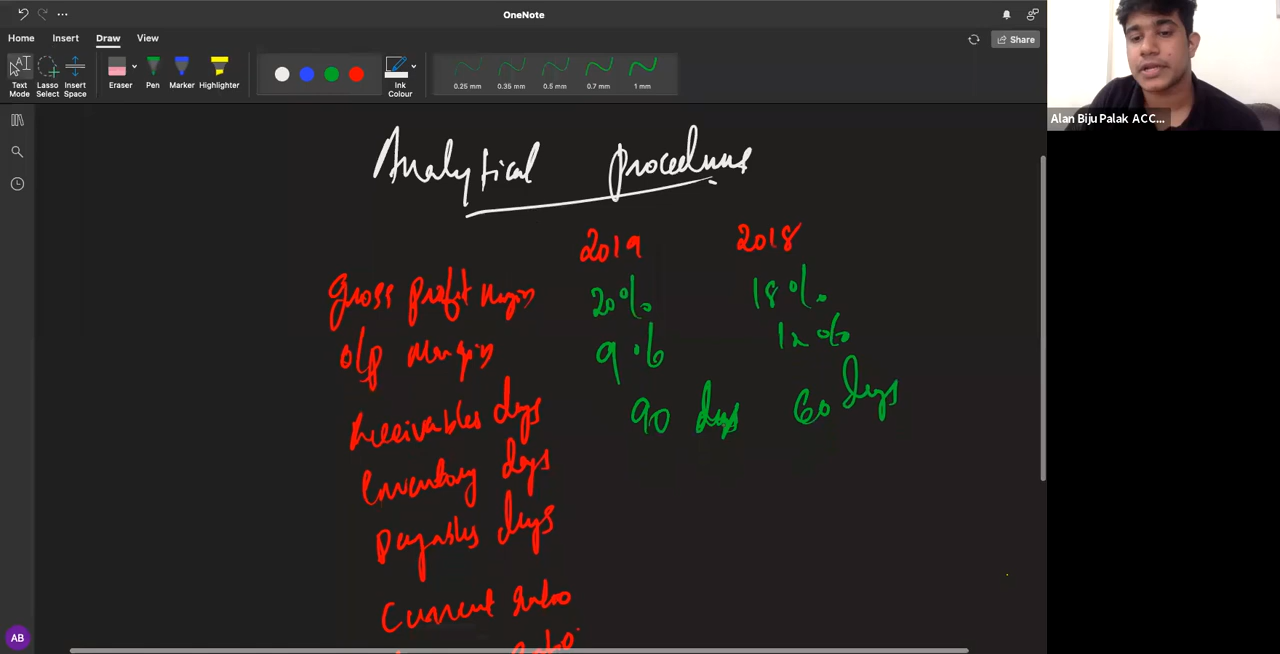 OneNote
Home Insert Draw View
Share
Text Mode
Lasso Select
Insert Space
Eraser
Pen
Marker
Highlighter
Ink Colour
0.25 mm 0.35 mm 0.5 mm 0.7 mm 1 mm
Alan Biju Palak ACC...
Analytical procedures
2019 2018
Gross profit Margin 20% 18%
O/p Margin 9% 12%
Receivables days 90 days 60 days
Inventory days
Payables days
Current ratio
ratio
AB